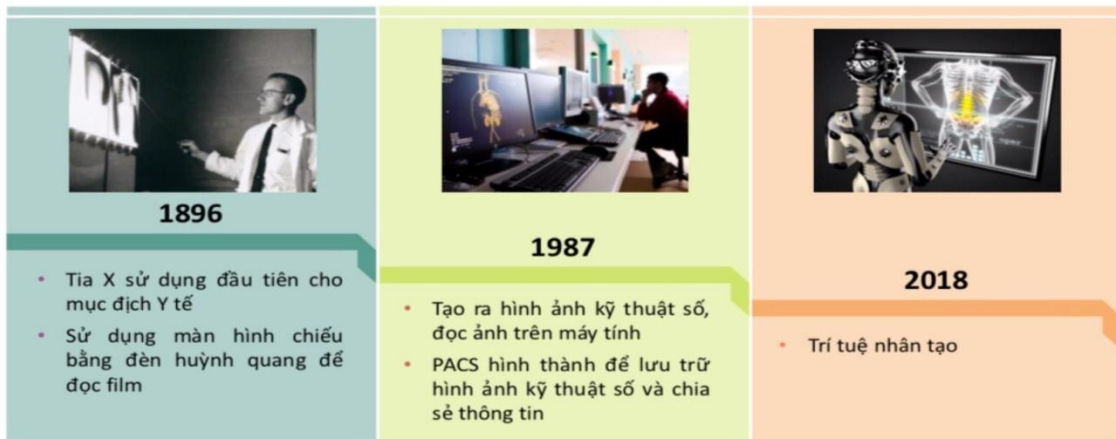 1896
• Tia X sử dụng đầu tiên cho
mục địch Y tế
• Sử dụng màn hình chiếu
bằng đèn huỳnh quang để
đọc film
1987
• Tạo ra hình ảnh kỹ thuật số,
đọc ảnh trên máy tính
• PACS hình thành để lưu trữ
hình ảnh kỹ thuật số và chia
sẻ thông tin
2018
• Trí tuệ nhân tạo